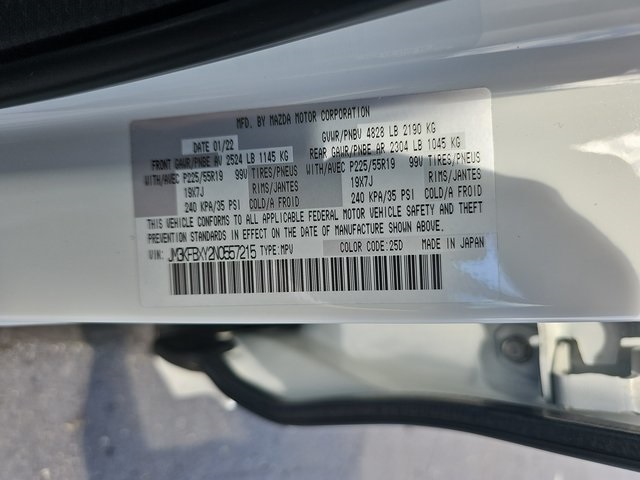 MFD. BY MAZDA MOTOR CORPORATION
DATE 01/22 GVWR/PNBV 4828 LB 2190 KG
FRONT GAWR/PNBE AV 2524 LB 1145 KG REAR GAWR/PNBE AR 2304 LB 1045 KG
WITH/AVEC P225/55R19 99V TIRES/PNEUS WITH/AVEC P225/55R19 99V TIRES/PNEUS
19X7J RIMS/JANTES 19X7J RIMS/JANTES
240 KPA/35 PSI COLD/A FROID 240 KPA/35 PSI COLD/A FROID
THIS VEHICLE CONFORMS TO ALL APPLICABLE FEDERAL MOTOR VEHICLE SAFETY AND THEFT
PREVENTION STANDARDS IN EFFECT ON THE DATE OF MANUFACTURE SHOWN ABOVE.
VIN: JM3KFBXY2N0557215 TYPE:MPV COLOR CODE:25D MADE IN JAPAN